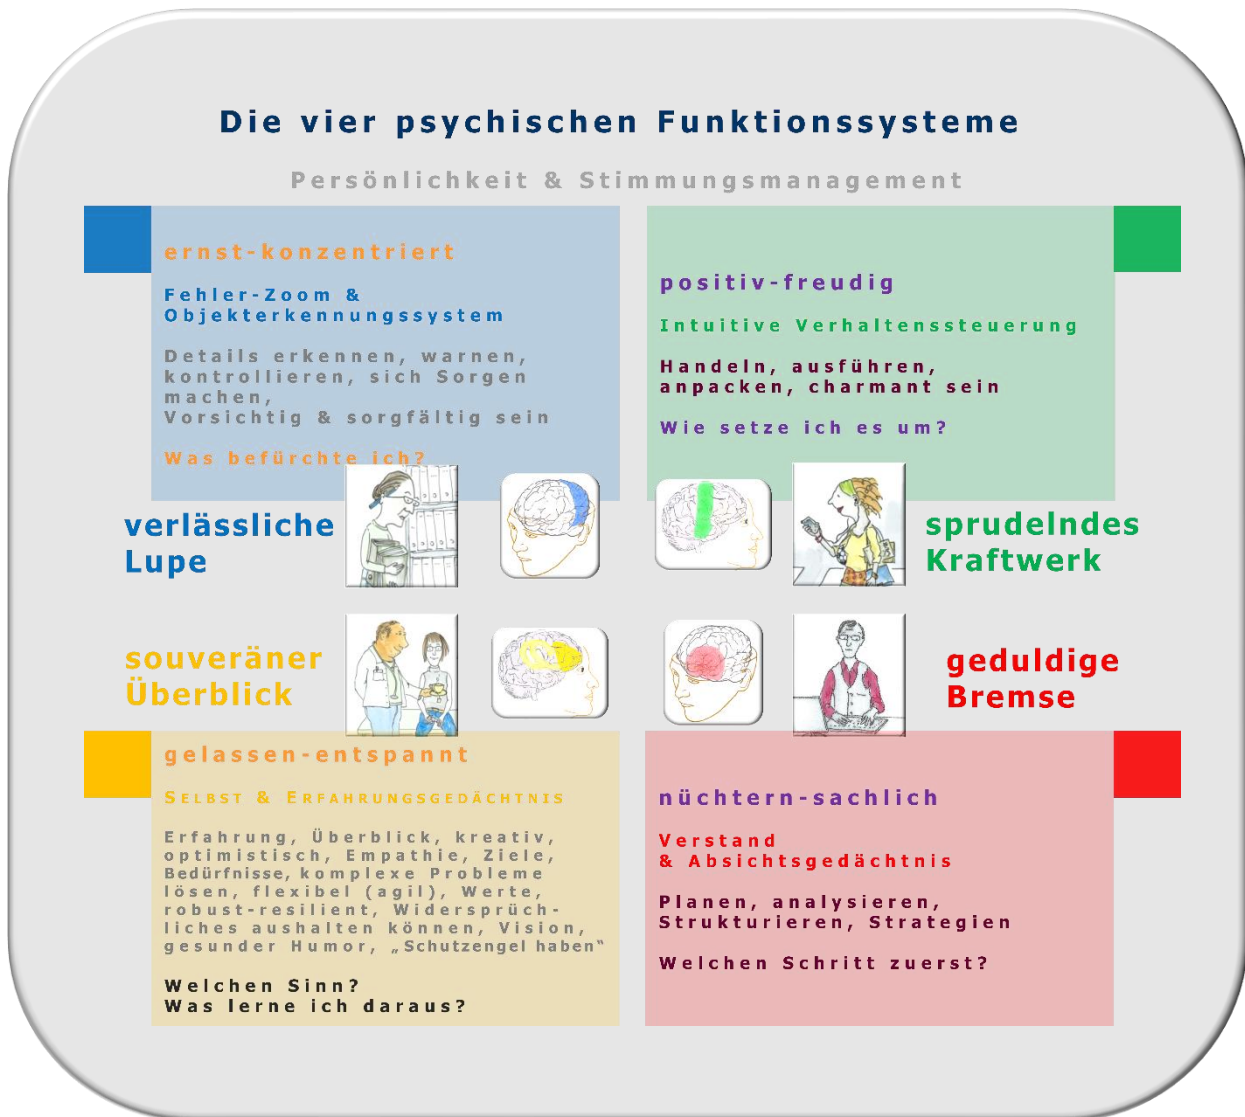 Die vier psychischen Funktionssysteme
Persönlichkeit & Stimmungsmanagement
ernst-konzentriert
Fehler-Zoom &
Objekterkennungssystem
Details erkennen, warnen,
kontrollieren, sich Sorgen
machen,
Vorsichtig & sorgfältig sein
Was befürchte ich?
positiv-freudig
Intuitive Verhaltenssteuerung
Handeln, ausführen,
anpacken, charmant sein
Wie setze ich es um?
verlässliche
Lupe
sprudelndes
Kraftwerk
souveräner
Überblick
geduldige
Bremse
gelassen-entspannt
SELBST & ERFAHRUNGSGEDÄCHTNIS
Erfahrung, Überblick, kreativ,
optimistisch, Empathie, Ziele,
Bedürfnisse, komplexe Probleme
lösen, flexibel (agil), Werte,
robust-resilient, Widersprüch-
liches aushalten können, Vision,
gesunder Humor, „Schutzengel haben“
Welchen Sinn?
Was lerne ich daraus?
nüchtern-sachlich
Verstand
& Absichtsgedächtnis
Planen, analysieren,
Strukturieren, Strategien
Welchen Schritt zuerst?